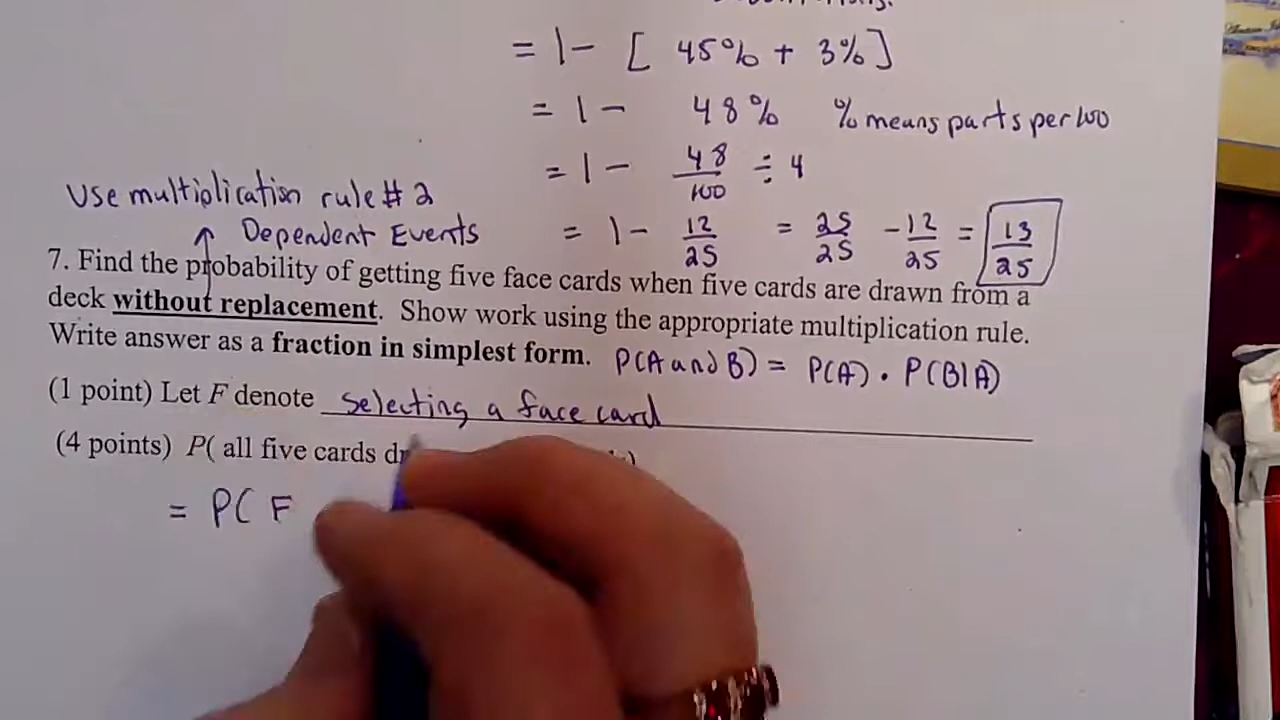 = 1 - [ 45% + 3% ]
= 1 - 48% % means parts per 100
= 1 - 48/100 ÷ 4
Use multiplication rule # 2
Dependent Events = 1 - 12/25 = 25/25 - 12/25 = 13/25
7. Find the probability of getting five face cards when five cards are drawn from a
deck without replacement. Show work using the appropriate multiplication rule.
Write answer as a fraction in simplest form. P(A and B) = P(A) • P(B|A)
(1 point) Let F denote selecting a face card
(4 points) P( all five cards
= P( F